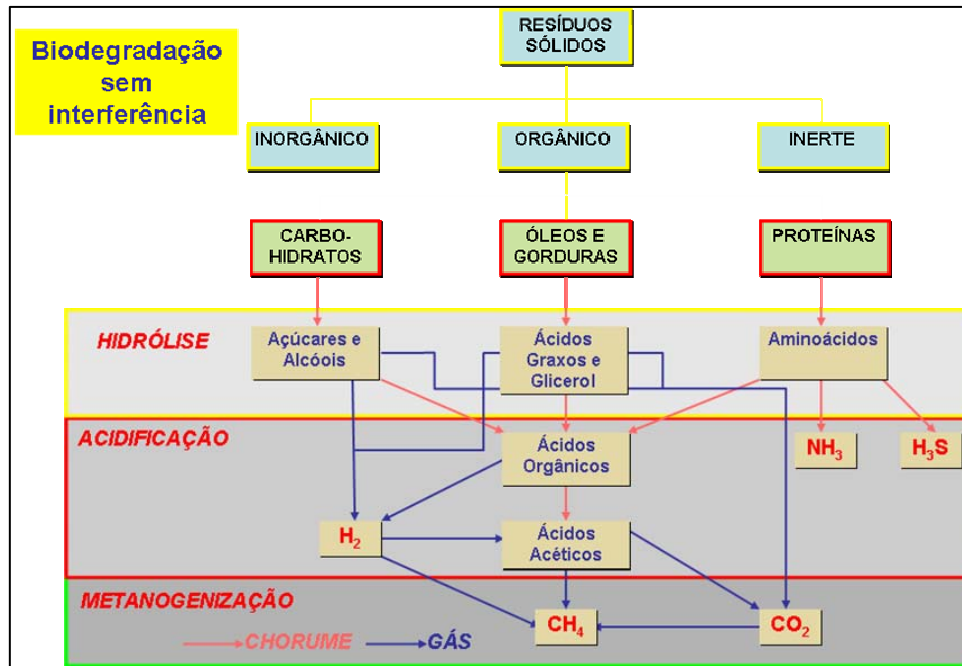 Biodegradação
sem
interferência
RESÍDUOS
SÓLIDOS
INORGÂNICO
ORGÂNICO
INERTE
CARBO-
HIDRATOS
ÓLEOS E
GORDURAS
PROTEÍNAS
HIDRÓLISE
Açúcares e
Alcóois
Ácidos
Graxos e
Glicerol
Aminoácidos
ACIDIFICAÇÃO
Ácidos
Orgânicos
NH₃
H₃S
H₂
Ácidos
Acéticos
METANOGENIZAÇÃO
CH₄
CO₂
CHORUME
GÁS